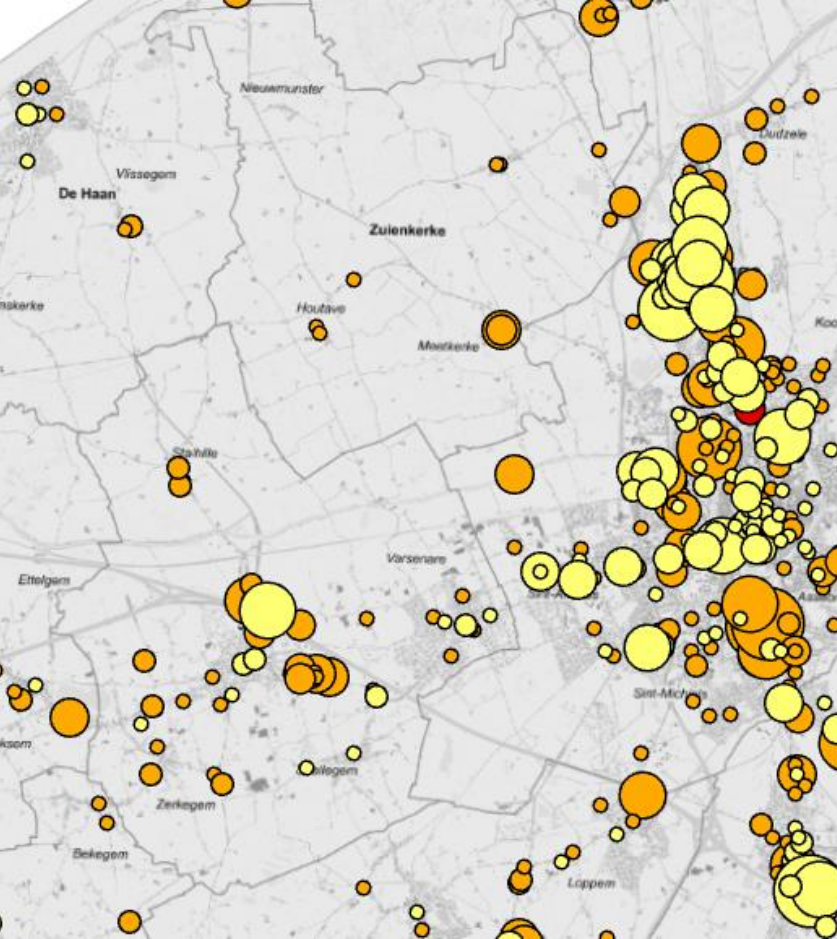 Nieuwmunster
Dudzele
Vlissegem
De Haan
Zuienkerke
Houtave
Meetkerke
Stalhille
Varsenare
Ettelgem
Sint-Michiels
Zerkegem
Bekegem
Loppem